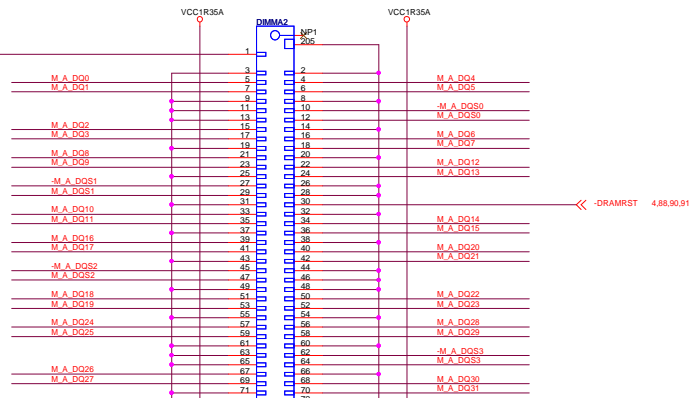 VCC1R35A VCC1R35A
DIMMA2
NP1
205
1
3 2
M_A_DQ0 5 4 M_A_DQ4
M_A_DQ1 7 6 M_A_DQ5
9 8
11 10 -M_A_DQS0
13 12 M_A_DQS0
M_A_DQ2 15 14
M_A_DQ3 17 16 M_A_DQ6
19 18 M_A_DQ7
M_A_DQ8 21 20
M_A_DQ9 23 22 M_A_DQ12
25 24 M_A_DQ13
-M_A_DQS1 27 26
M_A_DQS1 29 28
31 30 -DRAMRST 4,88,90,91
M_A_DQ10 33 32
M_A_DQ11 35 34 M_A_DQ14
37 36 M_A_DQ15
M_A_DQ16 39 38
M_A_DQ17 41 40 M_A_DQ20
43 42 M_A_DQ21
-M_A_DQS2 45 44
M_A_DQS2 47 46
49 48
M_A_DQ18 51 50 M_A_DQ22
M_A_DQ19 53 52 M_A_DQ23
55 54
M_A_DQ24 57 56 M_A_DQ28
M_A_DQ25 59 58 M_A_DQ29
61 60
63 62 -M_A_DQS3
65 64 M_A_DQS3
M_A_DQ26 67 66
M_A_DQ27 69 68 M_A_DQ30
71 70 M_A_DQ31